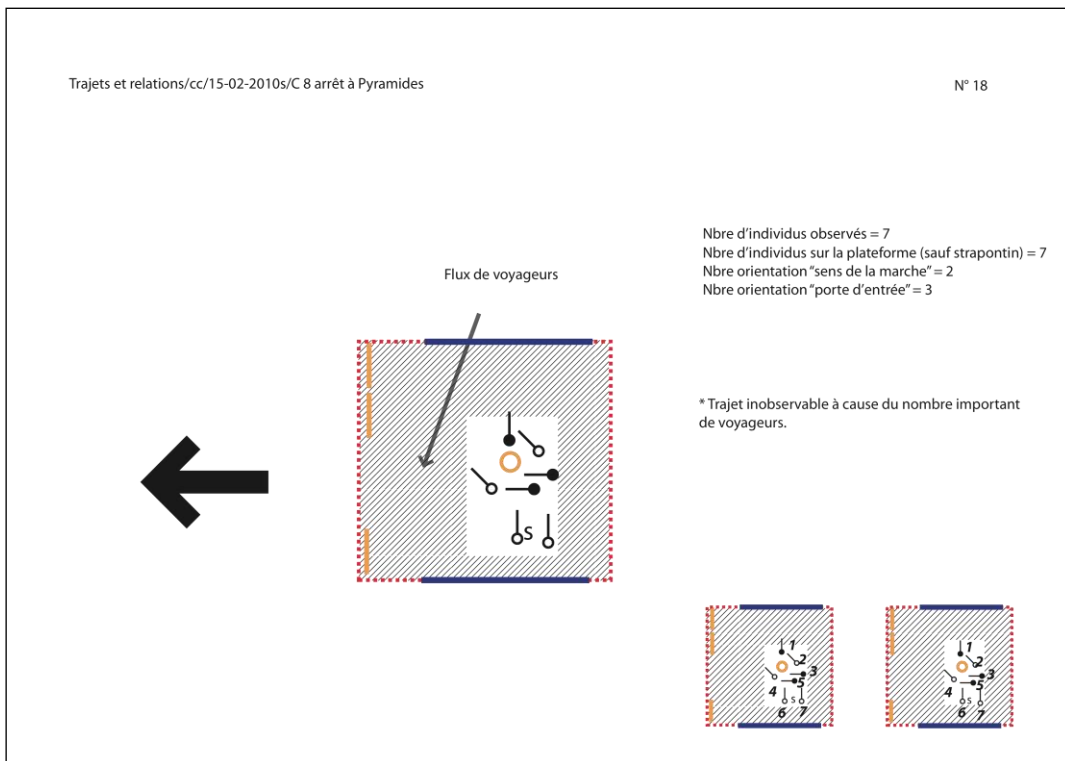 Trajets et relations/cc/15-02-2010s/C 8 arrêt à Pyramides
N° 18
Nbre d'individus observés = 7
Nbre d'individus sur la plateforme (sauf strapontin) = 7
Nbre orientation "sens de la marche" = 2
Nbre orientation "porte d'entrée" = 3
Flux de voyageurs
* Trajet inobservable à cause du nombre important
de voyageurs.
S
1
2
3
4
5
S
6
7
1
2
3
4
5
S
6
7